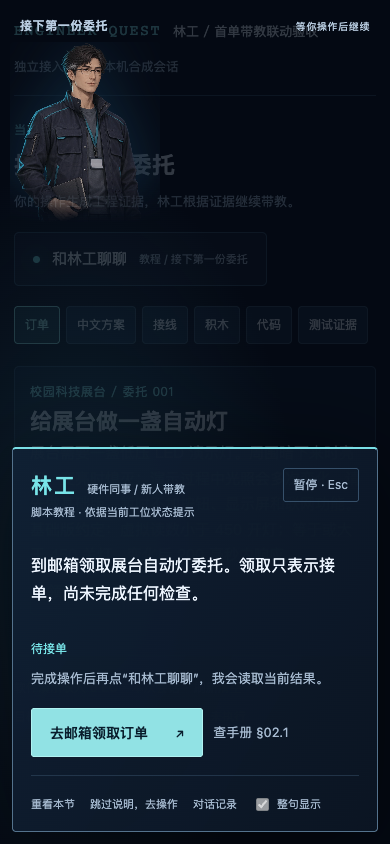 接下第一份委托
等你操作后继续
QUEST 林工 / 首单带教联动验收
独立接入 本机合成会话
当
委托
你的操作生成工程证据，林工根据证据继续带教。
和林工聊聊 教程 / 接下第一份委托
订单 中文方案 接线 积木 代码 测试证据
校园科技展台 / 委托 001
给展台做一盏自动灯
林工 硬件同事 / 新人带教
暂停 · Esc
脚本教程 · 依据当前工位状态提示
到邮箱领取展台自动灯委托。领取只表示接
单，尚未完成任何检查。
待接单
完成操作后再点“和林工聊聊”，我会读取当前结果。
去邮箱领取订单 ↗
查手册 §02.1
重看本节 跳过说明，去操作 对话记录 整句显示